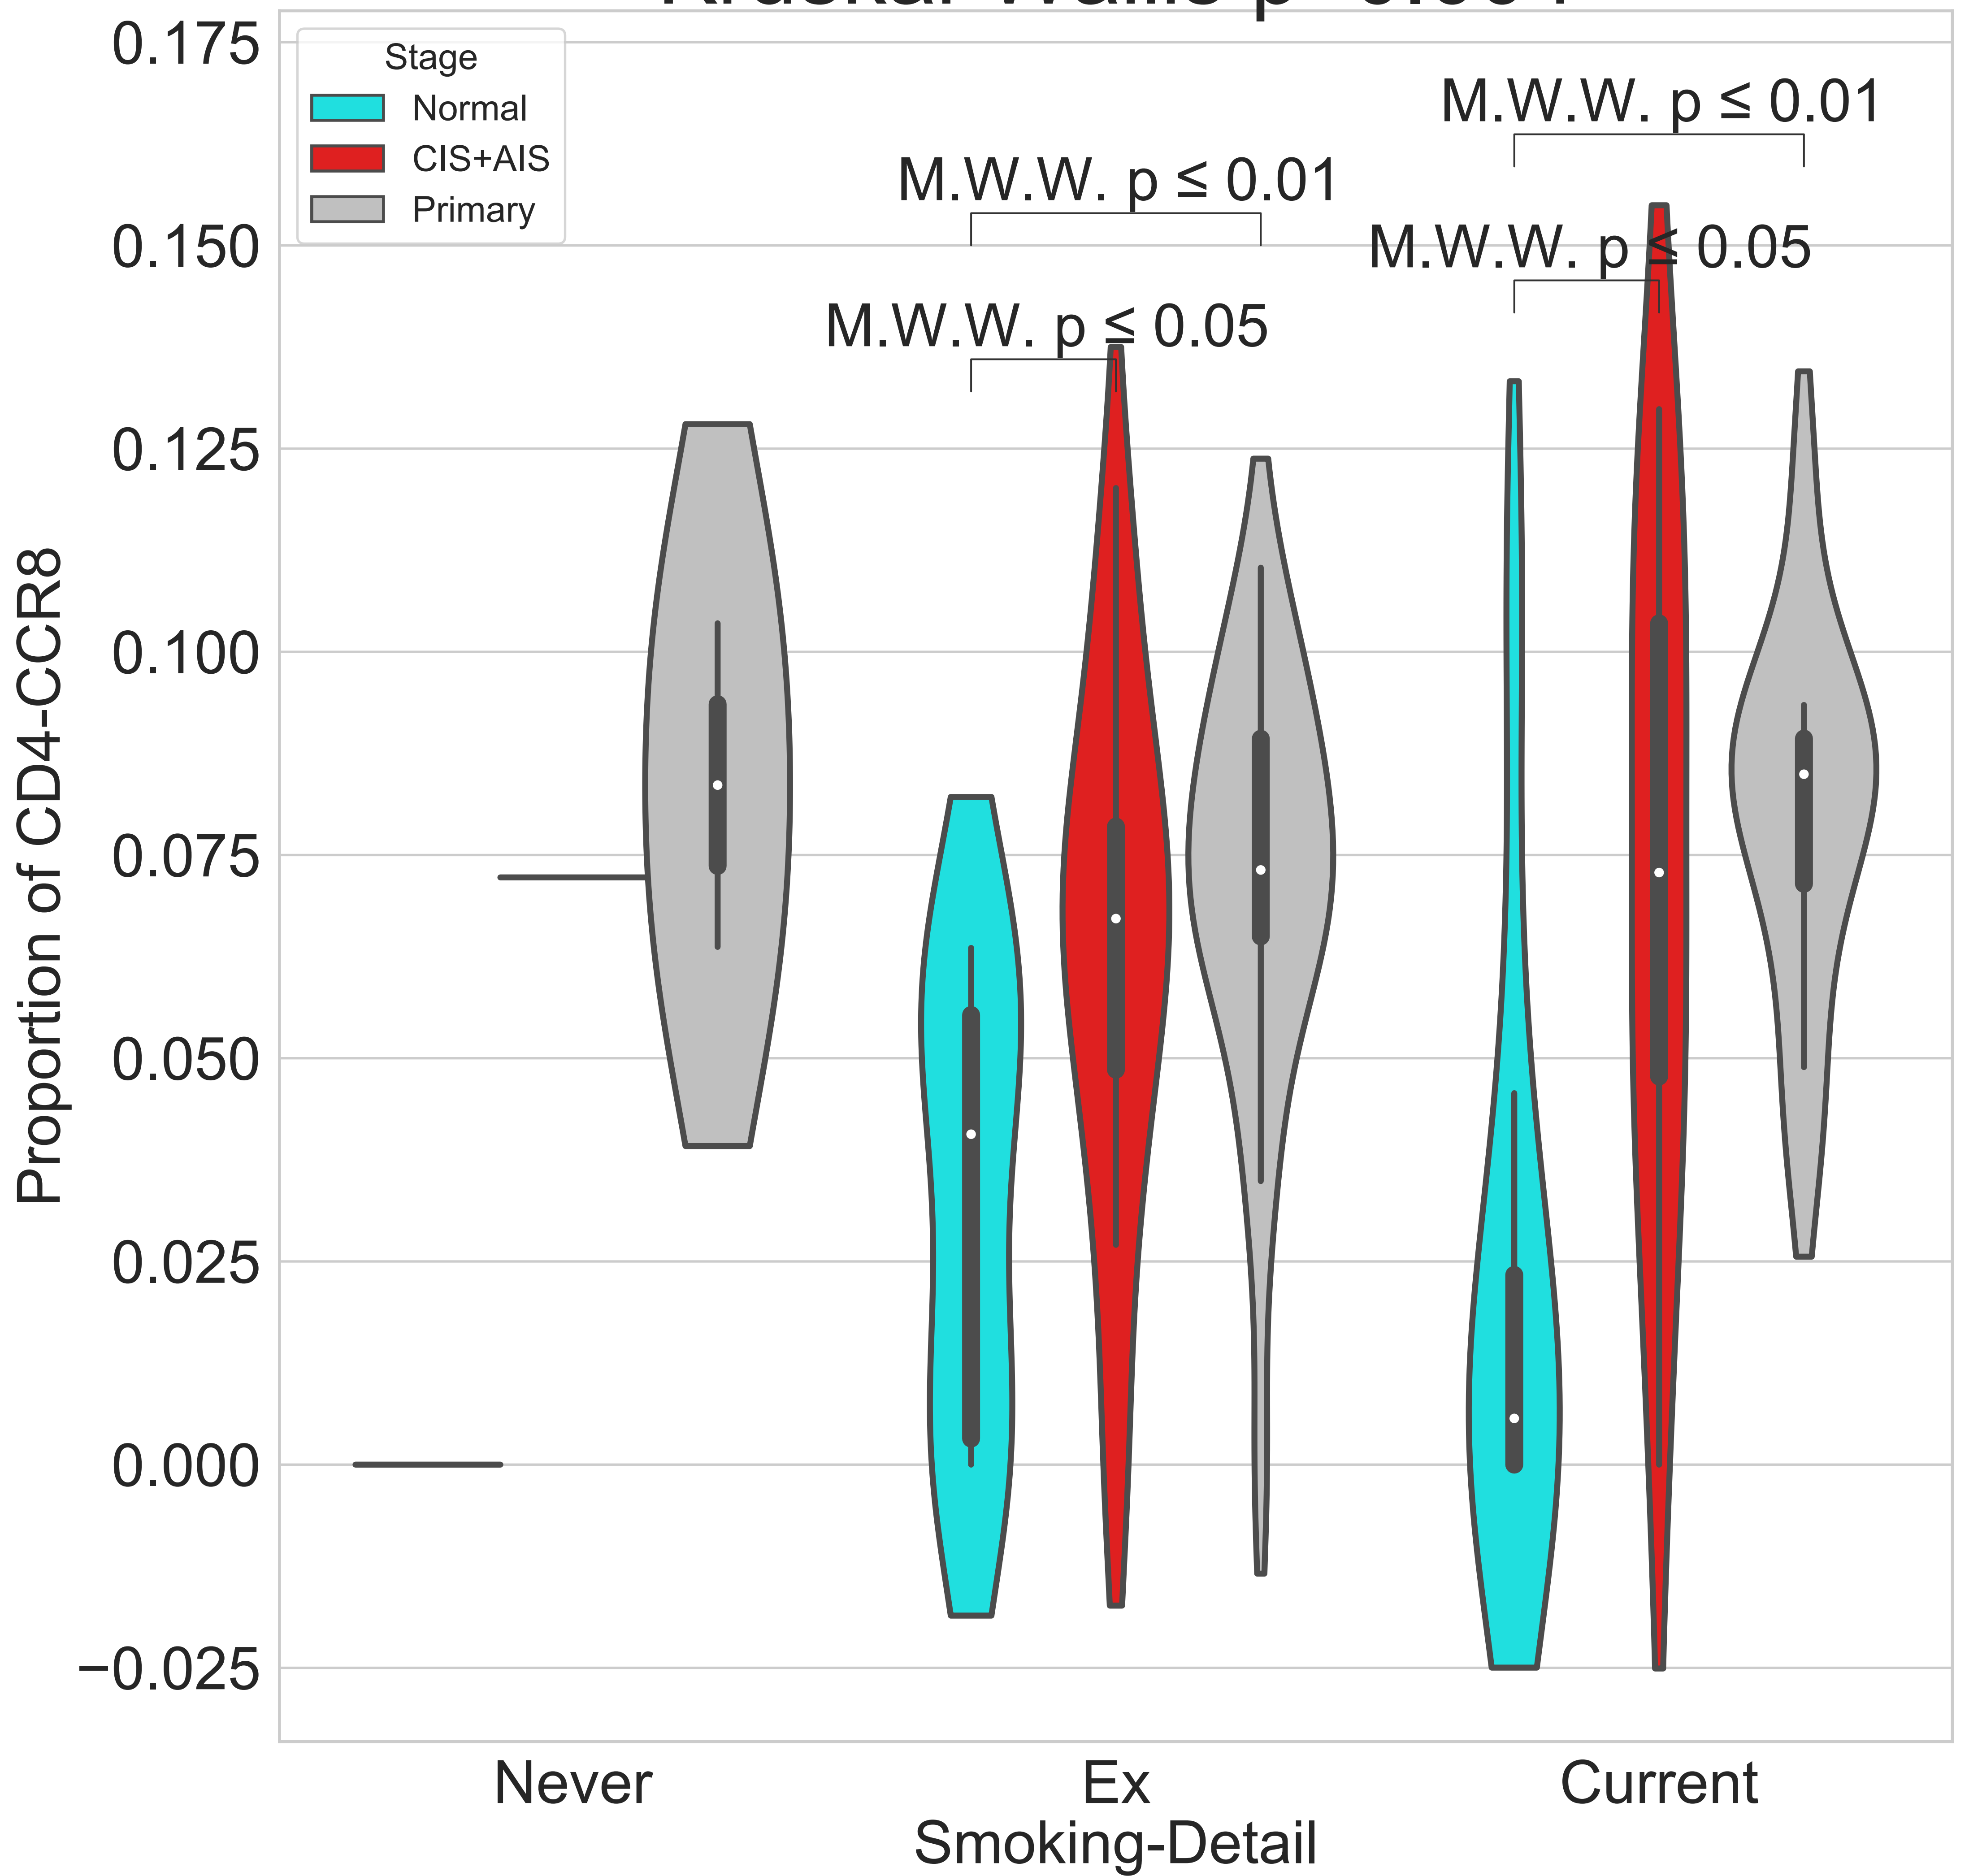 0.175
0.150
0.125
0.100
0.075
0.050
0.025
0.000
−0.025
Proportion of CD4-CCR8
Stage
Normal
CIS+AIS
Primary
M.W.W. p ≤ 0.01
M.W.W. p ≤ 0.01
M.W.W. p ≤ 0.05
M.W.W. p ≤ 0.05
Never
Ex
Current
Smoking-Detail